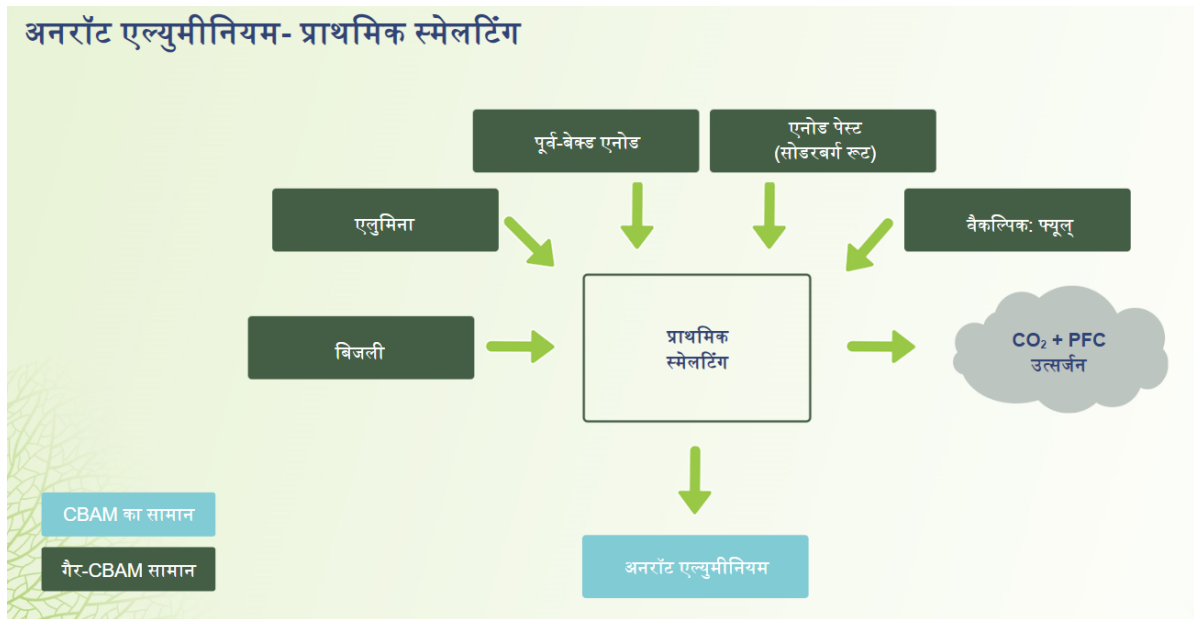 अनरॉट एल्युमीनियम- प्राथमिक स्मेलटिंग
पूर्व-बेक्ड एनोड
एनोड पेस्ट
(सोडरबर्ग रूट)
एलुमिना
वैकल्पिक: फ्यूल्
बिजली
प्राथमिक
स्मेलटिंग
CO₂ + PFC
उत्सर्जन
CBAM का सामान
गैर-CBAM सामान
अनरॉट एल्युमीनियम